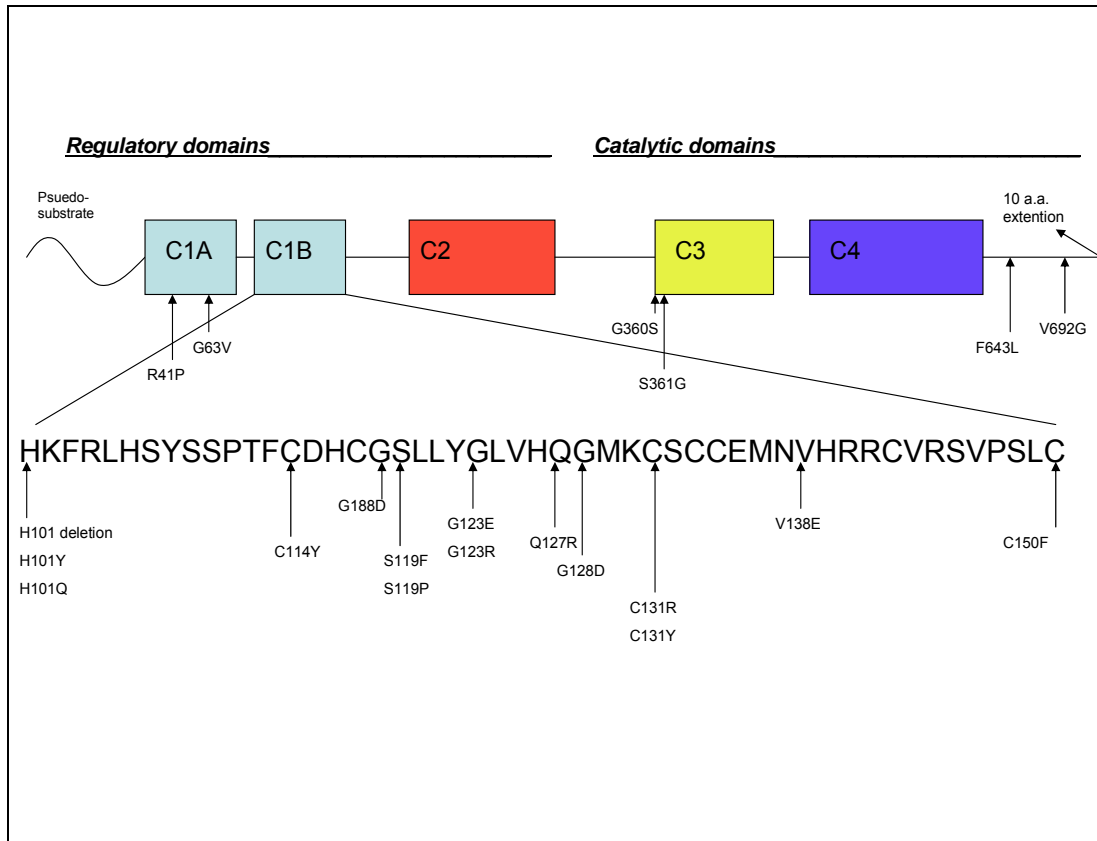 Regulatory domains
Catalytic domains
Psuedo-
substrate
10 a.a.
extention
C1A
C1B
C2
C3
C4
G360S
G63V
R41P
S361G
F643L
V692G
HKFRLHSYSSPTFCDHCGSLLYGLVHQGMKCSCCEMNVHRRCVRSVPSLC
H101 deletion
H101Y
H101Q
C114Y
G188D
S119F
S119P
G123E
G123R
Q127R
G128D
C131R
C131Y
V138E
C150F